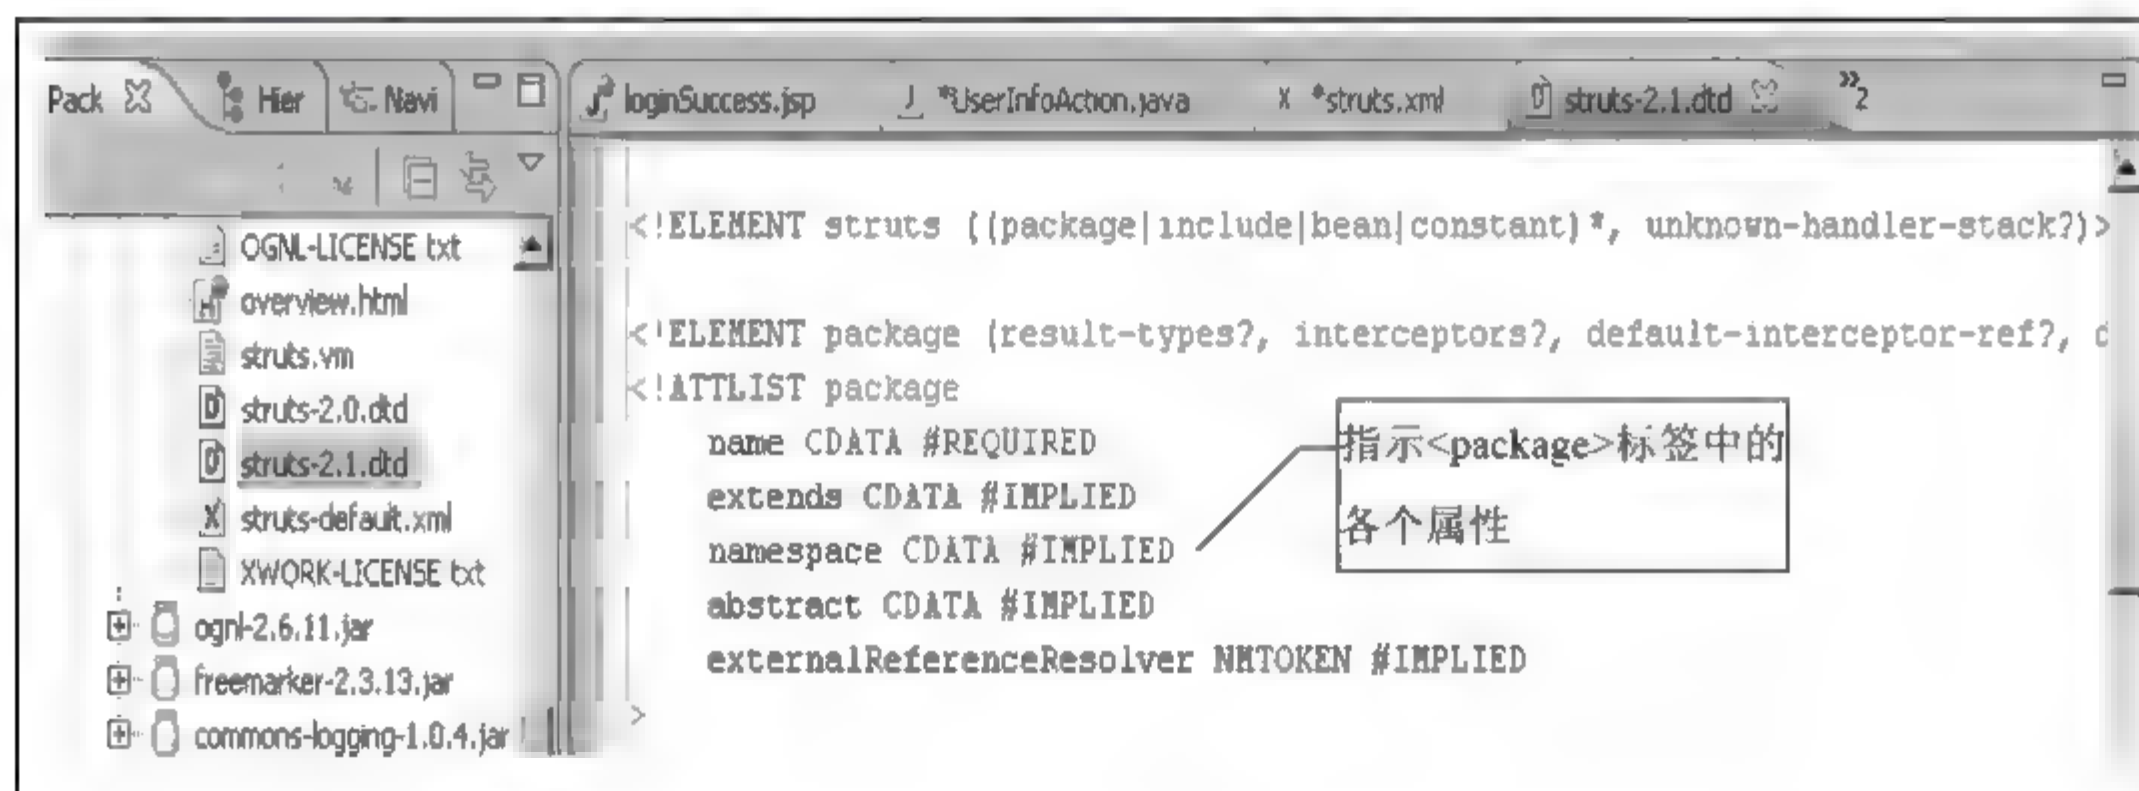 Pack Hier Navi
OGNL-LICENSE.txt
overview.html
struts.vm
struts-2.0.dtd
struts-2.1.dtd
struts-default.xml
XWORK-LICENSE.txt
ognl-2.6.11.jar
freemarker-2.3.13.jar
commons-logging-1.0.4.jar
loginSuccess.jsp *UserInfoAction.java *struts.xml struts-2.1.dtd »2
<!ELEMENT struts ((package|include|bean|constant)*, unknown-handler-stack?)>
<!ELEMENT package (result-types?, interceptors?, default-interceptor-ref?, d
<!ATTLIST package
name CDATA #REQUIRED
extends CDATA #IMPLIED
namespace CDATA #IMPLIED
abstract CDATA #IMPLIED
externalReferenceResolver NMTOKEN #IMPLIED
>
指示<package>标签中的
各个属性